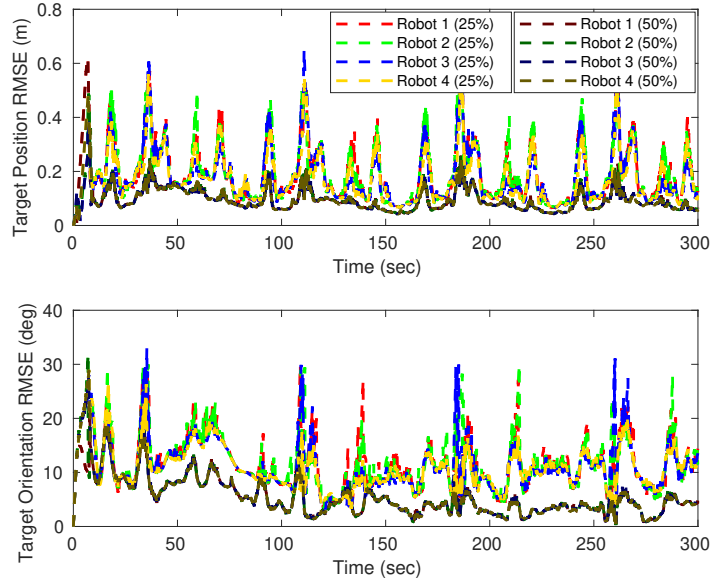 Target Position RMSE (m)
0.8
0.6
0.4
0.2
0
Robot 1 (25%)
Robot 2 (25%)
Robot 3 (25%)
Robot 4 (25%)
Robot 1 (50%)
Robot 2 (50%)
Robot 3 (50%)
Robot 4 (50%)
0 50 100 150 200 250 300
Time (sec)
Target Orientation RMSE (deg)
40
30
20
10
0
0 50 100 150 200 250 300
Time (sec)